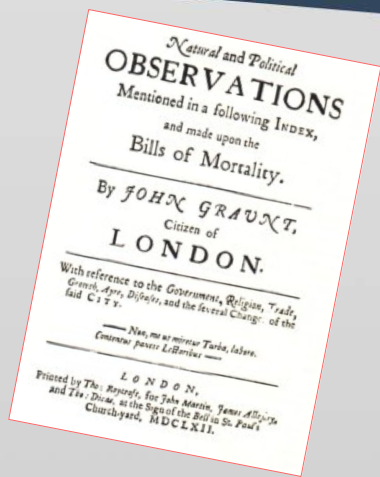 Natural and Political
OBSERVATIONS
Mentioned in a following INDEX,
and made upon the
Bills of Mortality.
By JOHN GRAUNT,
Citizen of
LONDON.
With reference to the Government, Religion, Trade,
Growth, Ayre, Diseases, and the several Changes of the
said CITY.
—— Non, me ut miretur Turba, laboro.
Contentus paucis Lectoribus ——
LONDON,
Printed by Tho: Roycroft, for John Martin, James Allestry,
and Tho: Dicas, at the Sign of the Bell in St. Paul's
Church-yard, MDCLXII.